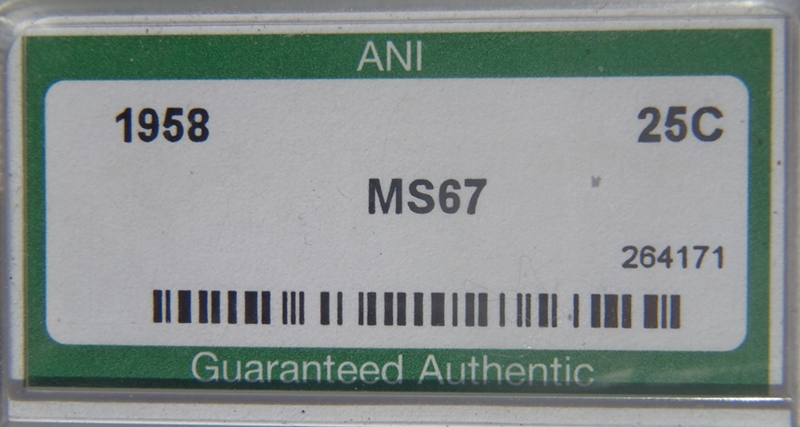 ANI
1958 25C
MS67
264171
Guaranteed Authentic